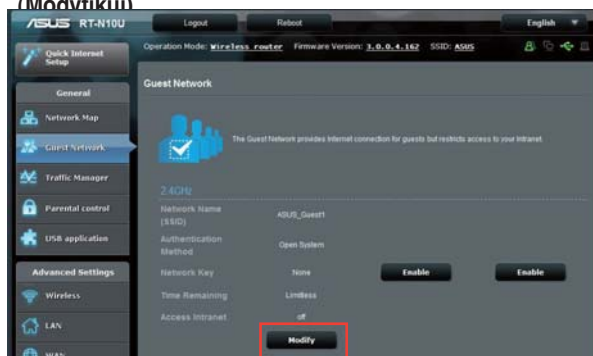 (Modytikuj)
ASUS RT-N10U Logout Reboot English
Operation Mode: Wireless router Firmware Version: 3.0.0.4.162 SSID: ASUS
Quick Internet Setup
General
Network Map
Guest Network
Traffic Manager
Parental control
USB application
Advanced Settings
Wireless
LAN
WAN
Guest Network
The Guest Network provides Internet connection for guests but restricts access to your Intranet.
2.4GHz
Network Name (SSID) ASUS_Guest1
Authentication Method Open System
Network Key None Enable Enable
Time Remaining Limitless
Access Intranet off
Modify